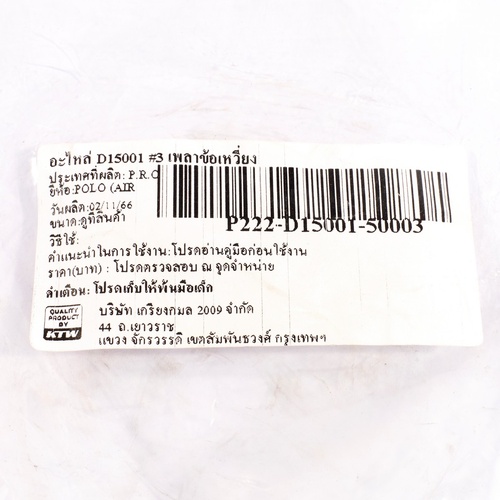 อะไหล่ D15001 #3 เพลาข้อเหวี่ยง
ประเทศที่ผลิต: P.R.C
ยี่ห้อ:POLO (AIR
วันผลิต:02/11/66
ขนาด:ดูที่สินค้า
P222-D15001-50003
วิธีใช้:
คำแนะนำในการใช้งาน:โปรดอ่านคู่มือก่อนใช้งาน
ราคา(บาท) : โปรดตรวจสอบ ณ จุดจำหน่าย
คำเตือน: โปรดเก็บให้พ้นมือเด็ก
QUALITY
PRODUCT
BY
KTW
บริษัท เกรียงกมล 2009 จำกัด
44 ถ.เยาวราช
แขวง จักรวรรดิ เขตสัมพันธวงศ์ กรุงเทพฯ